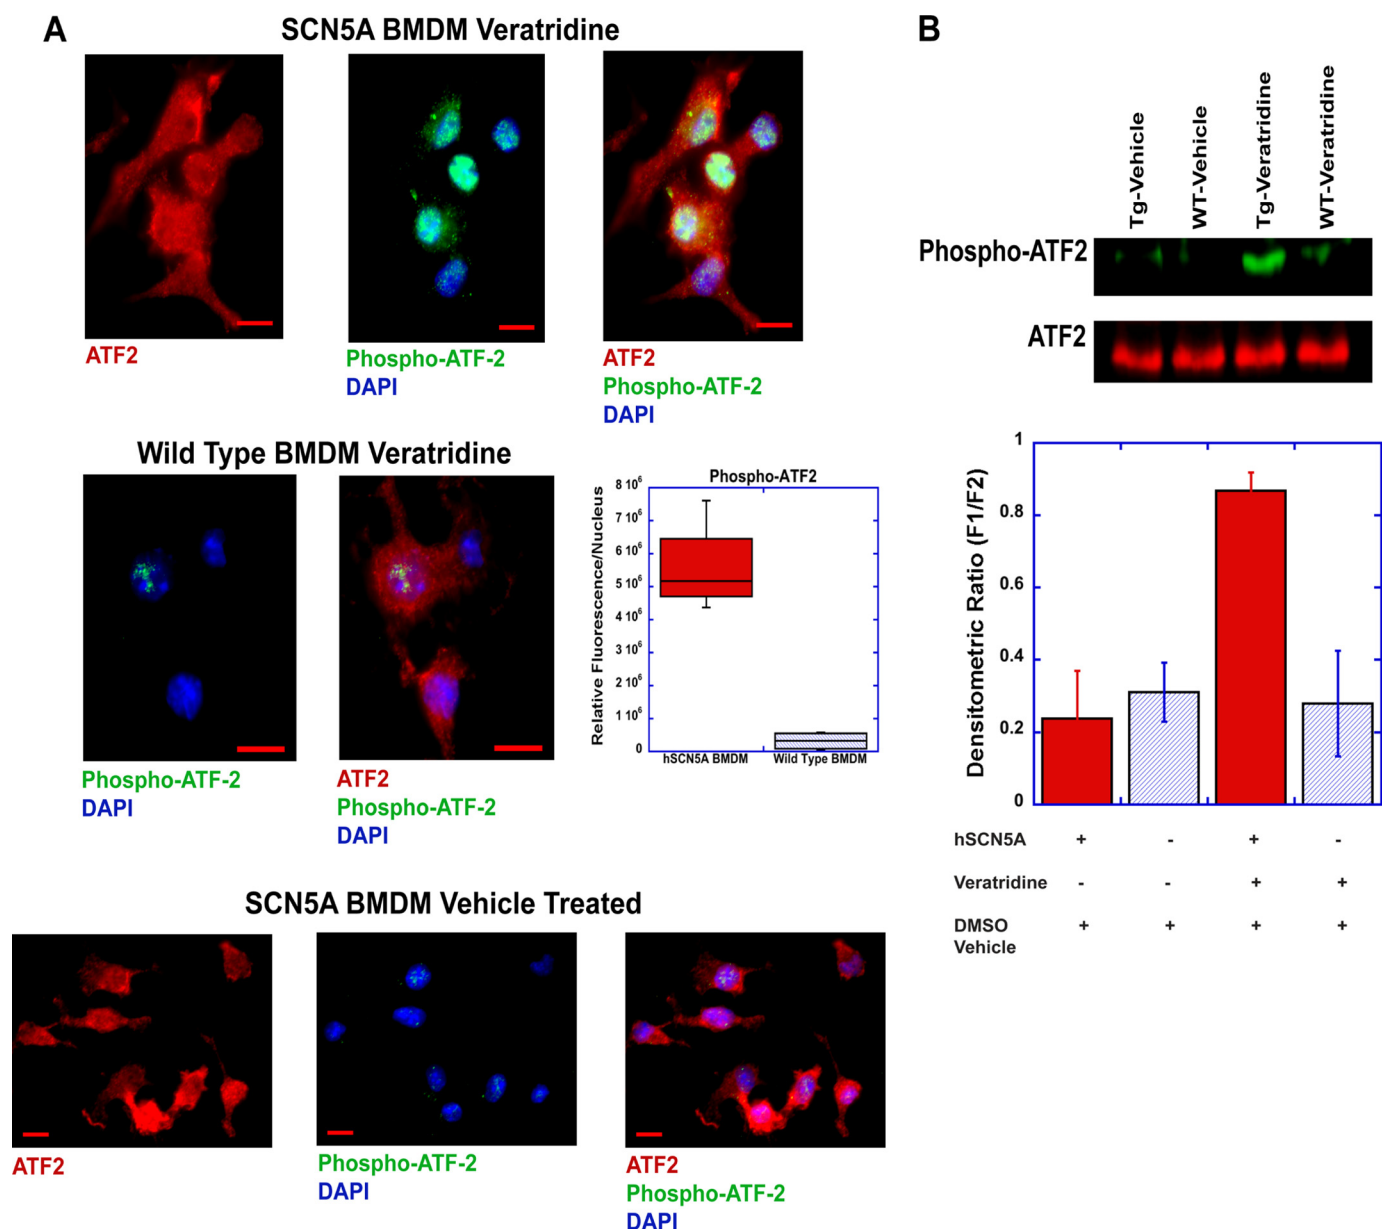 A
SCN5A BMDM Veratridine
ATF2
Phospho-ATF-2
DAPI
ATF2
Phospho-ATF-2
DAPI
Wild Type BMDM Veratridine
Phospho-ATF-2
DAPI
ATF2
Phospho-ATF-2
DAPI
Phospho-ATF2
Relative Fluorescence/Nucleus
8 10⁶
7 10⁶
6 10⁶
5 10⁶
4 10⁶
3 10⁶
2 10⁶
1 10⁶
0
hSCN5A BMDM
Wild Type BMDM
SCN5A BMDM Vehicle Treated
ATF2
Phospho-ATF-2
DAPI
ATF2
Phospho-ATF-2
DAPI
B
Tg-Vehicle
WT-Vehicle
Tg-Veratridine
WT-Veratridine
Phospho-ATF2
ATF2
Densitometric Ratio (F1/F2)
1
0.8
0.6
0.4
0.2
0
hSCN5A + - + -
Veratridine - - + +
DMSO + + + +
Vehicle